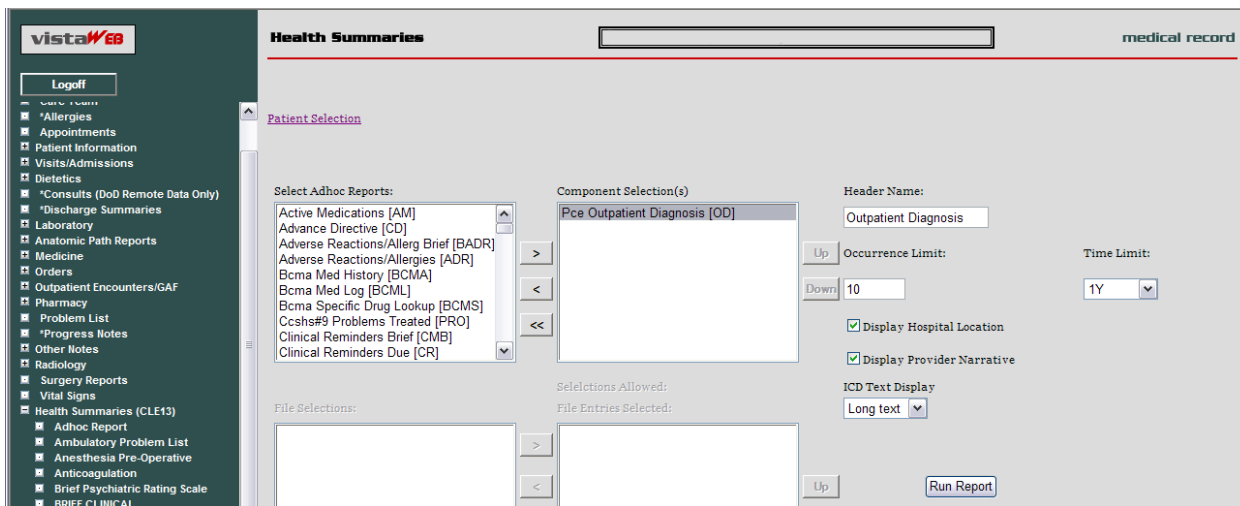 vistaWEB
Health Summaries
medical record
Logoff
Care Team
*Allergies
Appointments
Patient Information
Visits/Admissions
Dietetics
*Consults (DoD Remote Data Only)
*Discharge Summaries
Laboratory
Anatomic Path Reports
Medicine
Orders
Outpatient Encounters/GAF
Pharmacy
Problem List
*Progress Notes
Other Notes
Radiology
Surgery Reports
Vital Signs
Health Summaries (CLE13)
Adhoc Report
Ambulatory Problem List
Anesthesia Pre-Operative
Anticoagulation
Brief Psychiatric Rating Scale
BRIEF CLINICAL
Patient Selection
Select Adhoc Reports:
Active Medications [AM]
Advance Directive [CD]
Adverse Reactions/Allerg Brief [BADR]
Adverse Reactions/Allergies [ADR]
Bcma Med History [BCMA]
Bcma Med Log [BCML]
Bcma Specific Drug Lookup [BCMS]
Ccshs#9 Problems Treated [PRO]
Clinical Reminders Brief [CMB]
Clinical Reminders Due [CR]
>
<
<<
Component Selection(s)
Pce Outpatient Diagnosis [OD]
Up
Down
Header Name:
Outpatient Diagnosis
Occurrence Limit:
10
Time Limit:
1Y
Display Hospital Location
Display Provider Narrative
ICD Text Display
Long text
File Selections:
>
<
Selelctions Allowed:
File Entries Selected:
Up
Run Report